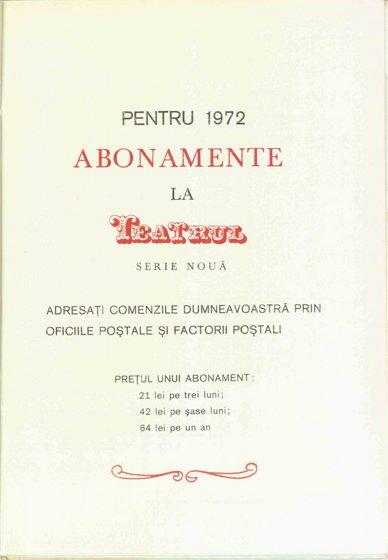 PENTRU 1972
ABONAMENTE
LA
TEATRUL
SERIE NOUĂ
ADRESAȚI COMENZILE DUMNEAVOASTRĂ PRIN
OFICIILE POȘTALE ȘI FACTORII POȘTALI
PREȚUL UNUI ABONAMENT:
21 lei pe trei luni;
42 lei pe șase luni;
84 lei pe un an